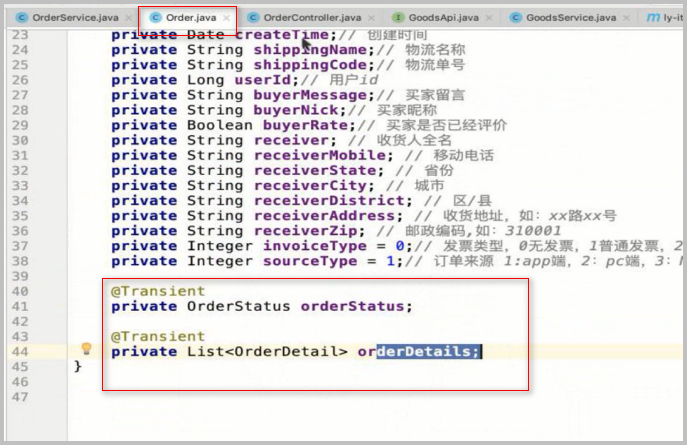 OrderService.java × Order.java × OrderController.java × GoodsApi.java × GoodsService.java × ly-it
23 private Date createTime;// 创建时间
24 private String shippingName;// 物流名称
25 private String shippingCode;// 物流单号
26 private Long userId;// 用户id
27 private String buyerMessage;// 买家留言
28 private String buyerNick;// 买家昵称
29 private Boolean buyerRate;// 买家是否已经评价
30 private String receiver; // 收货人全名
31 private String receiverMobile; // 移动电话
32 private String receiverState; // 省份
33 private String receiverCity; // 城市
34 private String receiverDistrict; // 区/县
35 private String receiverAddress; // 收货地址，如：xx路xx号
36 private String receiverZip; // 邮政编码,如：310001
37 private Integer invoiceType = 0;// 发票类型，0无发票，1普通发票，2
38 private Integer sourceType = 1;// 订单来源 1:app端，2：pc端，3：
39
40 @Transient
41 private OrderStatus orderStatus;
42
43 @Transient
44 private List<OrderDetail> orderDetails;
45 }
46
47